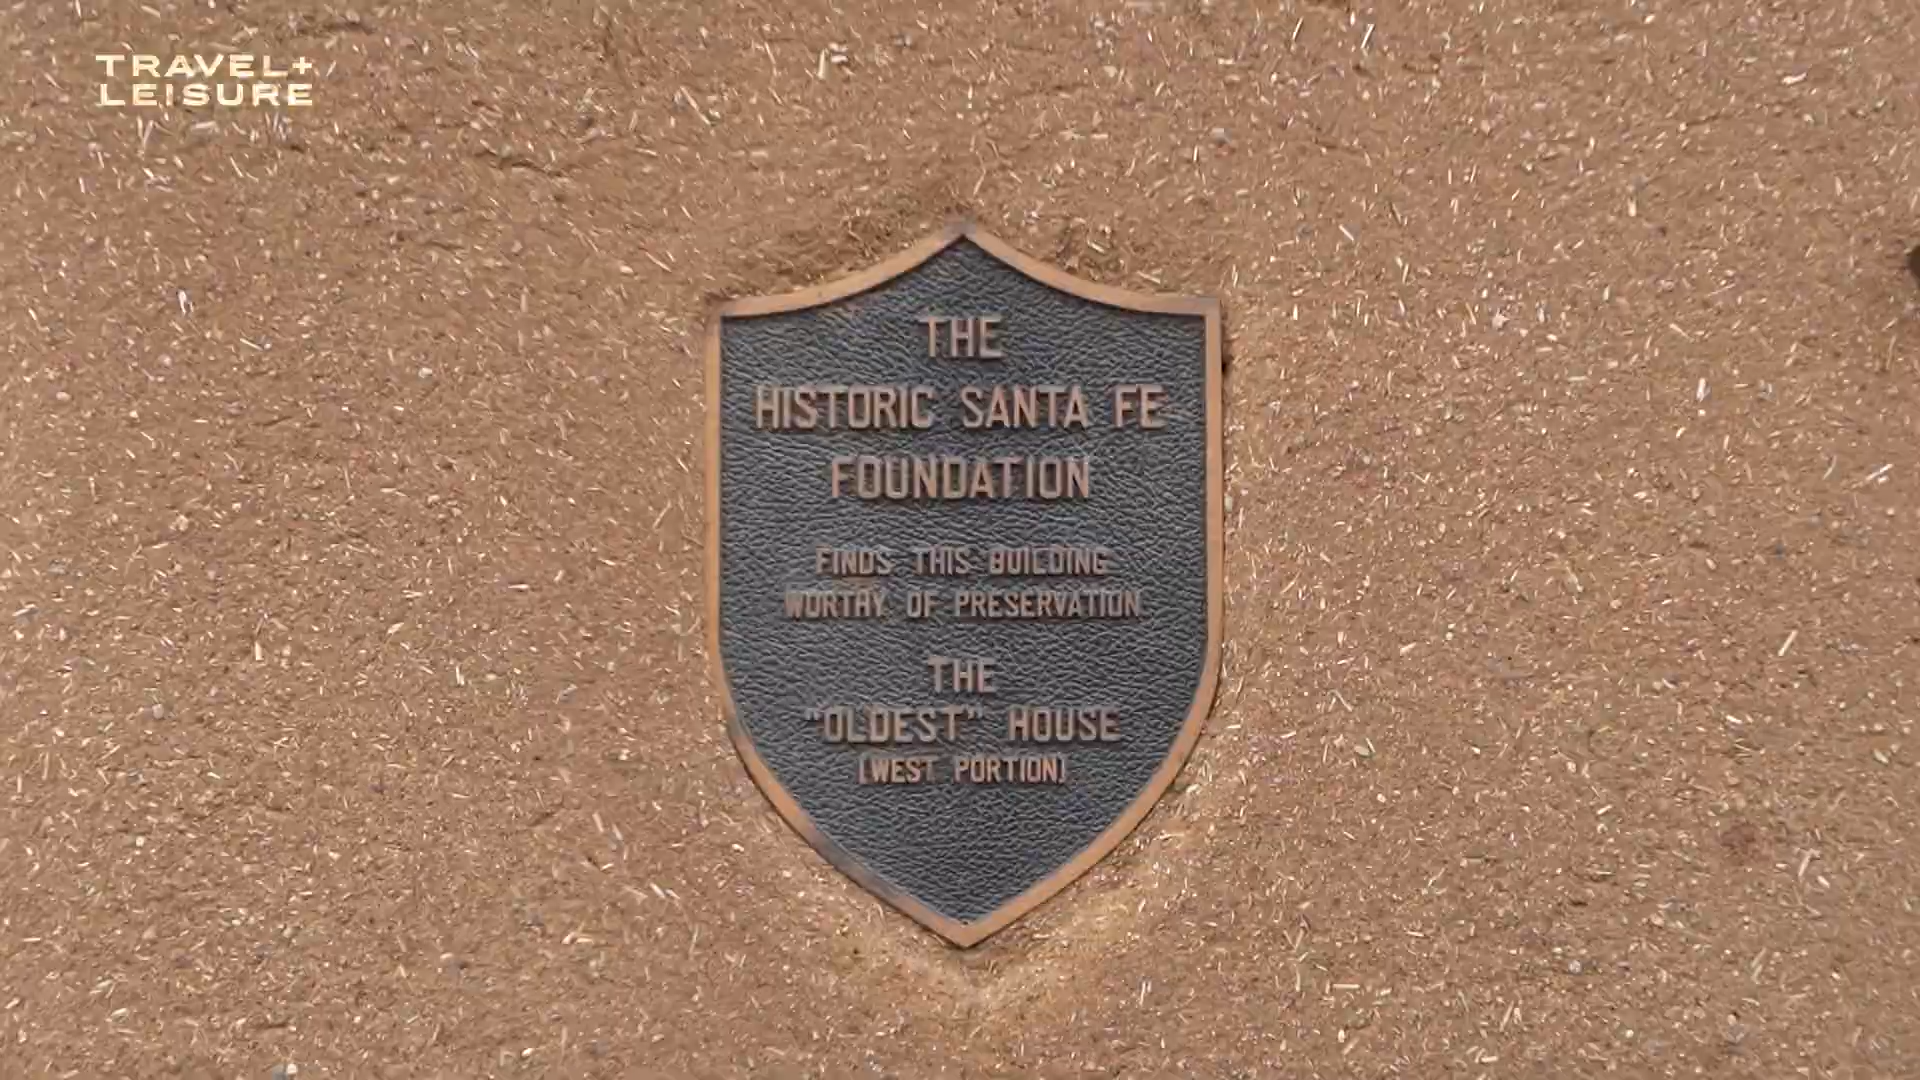 TRAVEL+
LEISURE
THE
HISTORIC SANTA FE
FOUNDATION
FINDS THIS BUILDING
WORTHY OF PRESERVATION
THE
"OLDEST" HOUSE
(WEST PORTION)